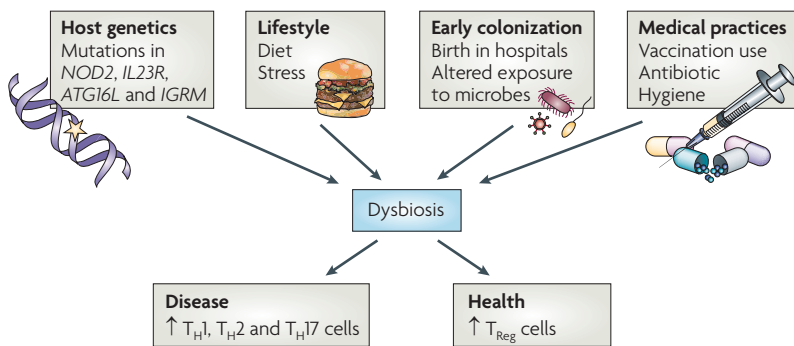 Host genetics
Mutations in
NOD2, IL23R,
ATG16L and IGRM
Lifestyle
Diet
Stress
Early colonization
Birth in hospitals
Altered exposure
to microbes
Medical practices
Vaccination use
Antibiotic
Hygiene
Dysbiosis
Disease
↑ TH1, TH2 and TH17 cells
Health
↑ TReg cells